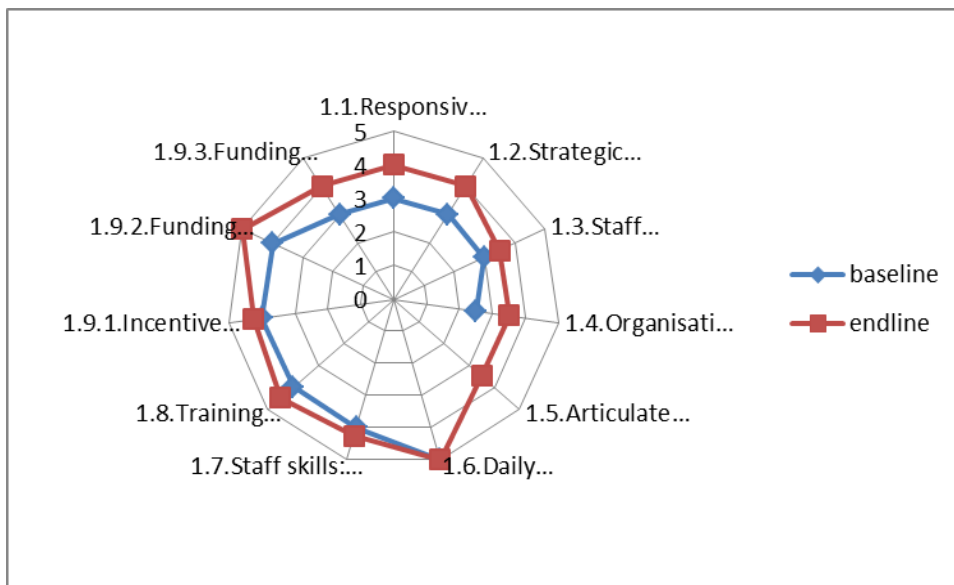 1.1.Responsiv...
1.2.Strategic...
1.3.Staff...
1.4.Organisati...
1.5.Articulate...
1.6.Daily...
1.7.Staff skills:...
1.8.Training...
1.9.1.Incentive...
1.9.2.Funding...
1.9.3.Funding...
5
4
3
2
1
0
baseline
endline